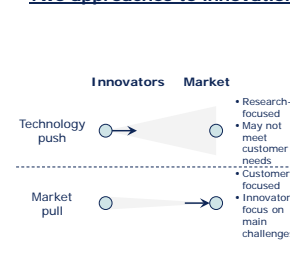 Two approaches to innovation
Innovators Market
Technology
push
• Research-
focused
• May not
meet
customer
needs
Market
pull
• Customer
focused
• Innovator
focus on
main
challenge